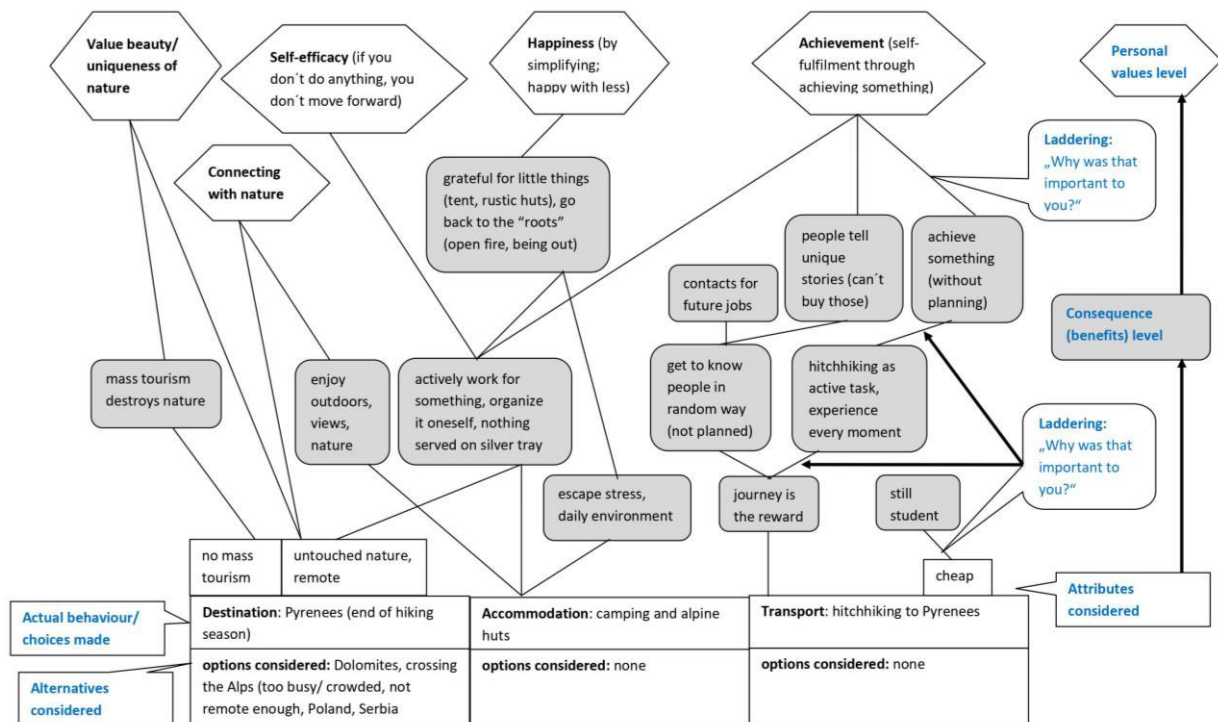 Value beauty/
uniqueness of
nature
Self-efficacy (if you
don´t do anything, you
don´t move forward)
Happiness (by
simplifying;
happy with less)
Achievement (self-
fulfilment through
achieving something)
Personal
values level
Connecting
with nature
grateful for little things
(tent, rustic huts), go
back to the “roots”
(open fire, being out)
Laddering:
„Why was that
important to
you?“
people tell
unique
stories (can´t
buy those)
achieve
something
(without
planning)
contacts for
future jobs
Consequence
(benefits) level
mass tourism
destroys nature
enjoy
outdoors,
views,
nature
actively work for
something, organize
it oneself, nothing
served on silver tray
get to know
people in
random way
(not planned)
hitchhiking as
active task,
experience
every moment
Laddering:
„Why was that
important to
you?“
escape stress,
daily environment
journey is
the reward
still
student
no mass
tourism
untouched nature,
remote
cheap
Attributes
considered
Actual behaviour/
choices made
Destination: Pyrenees (end of hiking
season)
Accommodation: camping and alpine
huts
Transport: hitchhiking to Pyrenees
Alternatives
considered
options considered: Dolomites, crossing
the Alps (too busy/ crowded, not
remote enough, Poland, Serbia
options considered: none
options considered: none